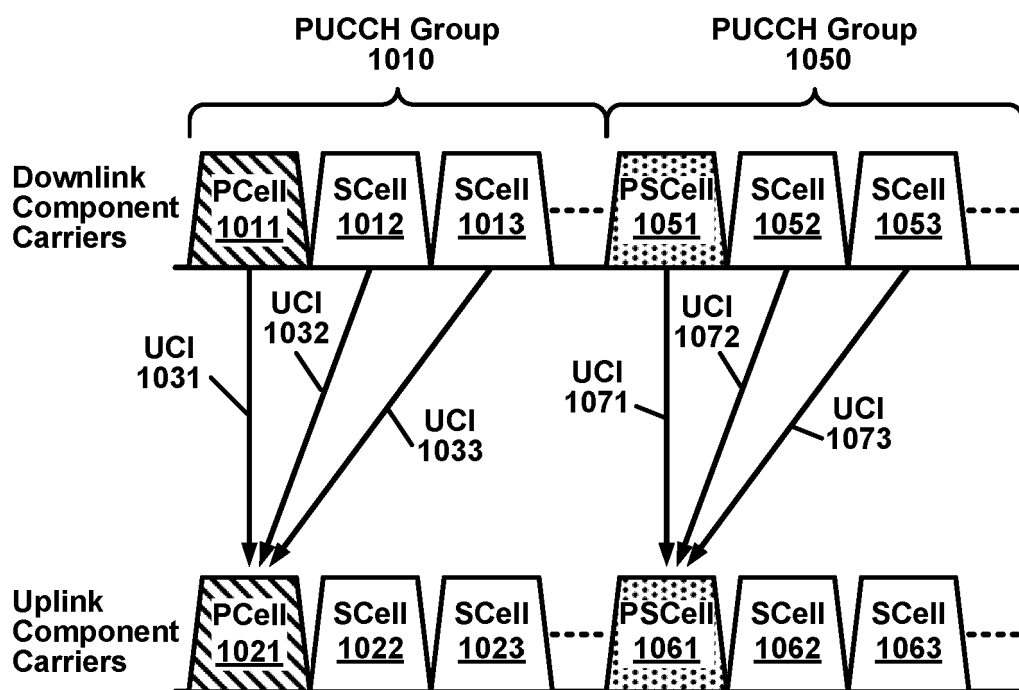 PUCCH Group
1010
PUCCH Group
1050
Downlink
Component
Carriers
PCell
1011
SCell
1012
SCell
1013
PSCell
1051
SCell
1052
SCell
1053
UCI
1031
UCI
1032
UCI
1033
UCI
1071
UCI
1072
UCI
1073
Uplink
Component
Carriers
PCell
1021
SCell
1022
SCell
1023
PSCell
1061
SCell
1062
SCell
1063